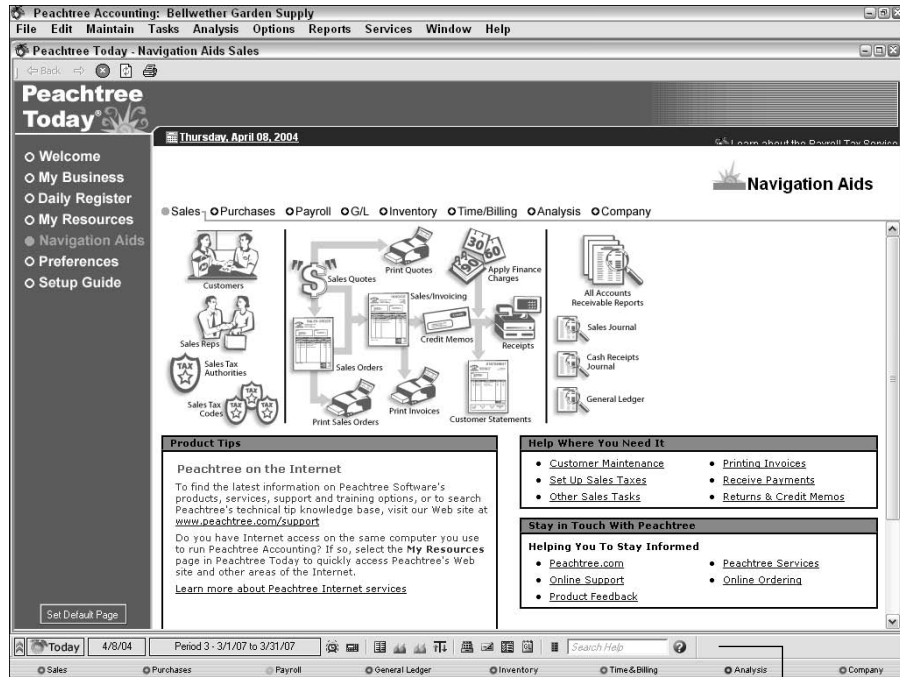 Peachtree Accounting: Bellwether Garden Supply
File Edit Maintain Tasks Analysis Options Reports Services Window Help
Peachtree Today - Navigation Aids Sales
Back
Peachtree
Today®
Thursday, April 08, 2004
Learn about the Payroll Tax Service
Welcome
My Business
Daily Register
My Resources
Navigation Aids
Preferences
Setup Guide
Set Default Page
Navigation Aids
Sales Purchases Payroll G/L Inventory Time/Billing Analysis Company
Customers
Sales Reps
TAX
Sales Tax
Authorities
Sales Tax
Codes
TAX
TAX
TAX
"$"
Sales Quotes
Print Quotes
30
60
90
Apply Finance
Charges
Sales/Invoicing
Credit Memos
Receipts
Sales Orders
Print Sales Orders
Print Invoices
Customer Statements
All Accounts
Receivable Reports
Sales Journal
Cash Receipts
Journal
General Ledger
Product Tips
Peachtree on the Internet
To find the latest information on Peachtree Software's
products, services, support and training options, or to search
Peachtree's technical tip knowledge base, visit our Web site at
www.peachtree.com/support
Do you have Internet access on the same computer you use
to run Peachtree Accounting? If so, select the My Resources
page in Peachtree Today to quickly access Peachtree's Web
site and other areas of the Internet.
Learn more about Peachtree Internet services
Help Where You Need It
Customer Maintenance
Set Up Sales Taxes
Other Sales Tasks
Printing Invoices
Receive Payments
Returns & Credit Memos
Stay in Touch With Peachtree
Helping You To Stay Informed
Peachtree.com
Online Support
Product Feedback
Peachtree Services
Online Ordering
Today 4/8/04 Period 3 - 3/1/07 to 3/31/07 Search Help
Sales Purchases Payroll General Ledger Inventory Time & Billing Analysis Company